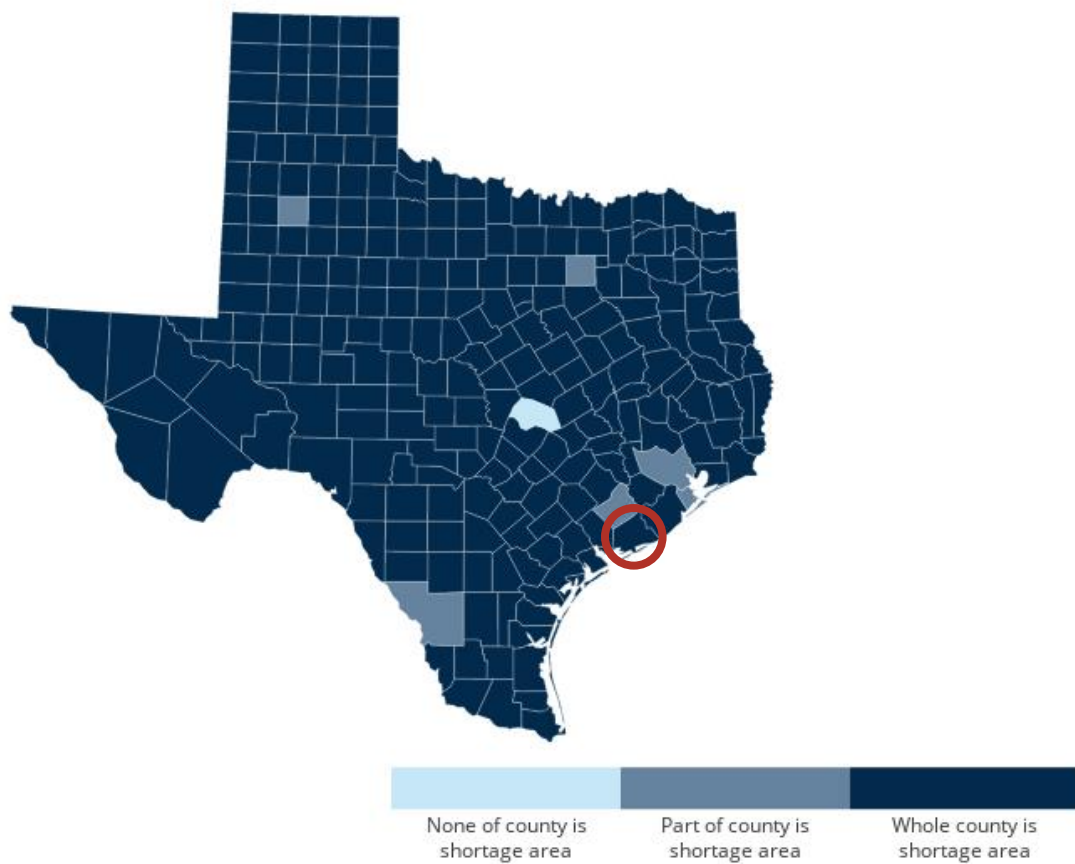 None of county is
shortage area
Part of county is
shortage area
Whole county is
shortage area